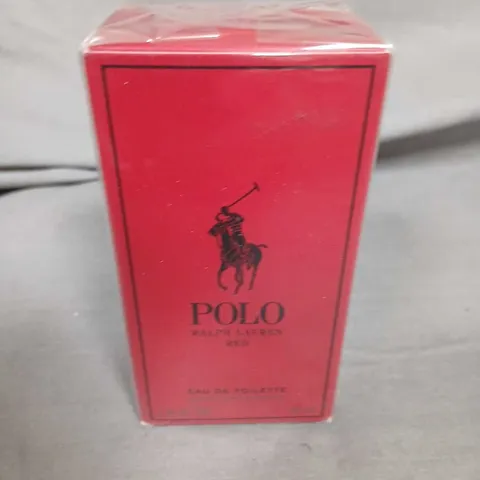 POLO
RALPH LAUREN
RED
EAU DE TOILETTE